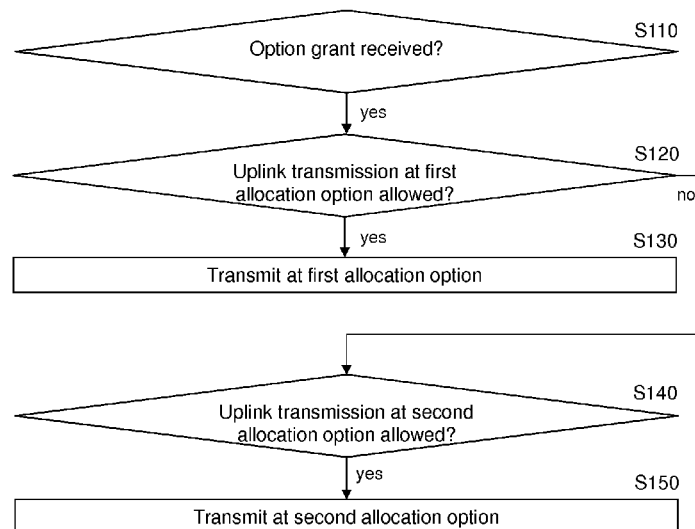 S110
Option grant received?
yes
S120
Uplink transmission at first
allocation option allowed?
no
yes
S130
Transmit at first allocation option
S140
Uplink transmission at second
allocation option allowed?
yes
S150
Transmit at second allocation option